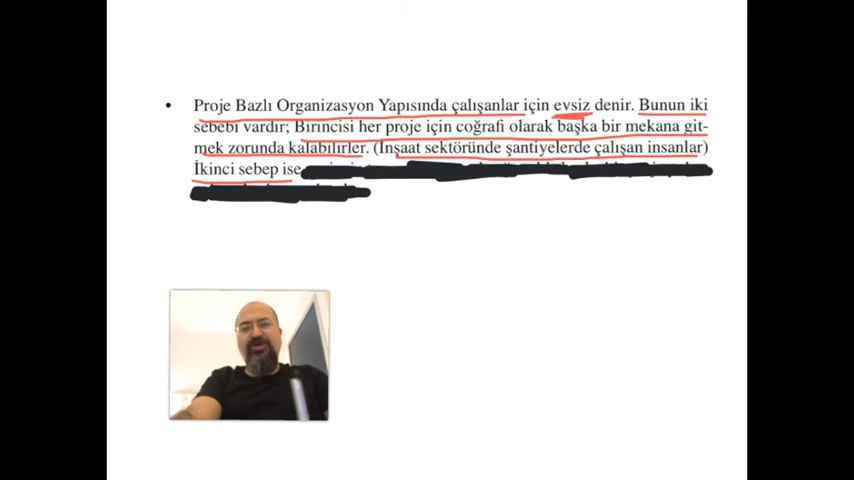 • Proje Bazlı Organizasyon Yapısında çalışanlar için evsiz denir. Bunun iki
sebebi vardır; Birincisi her proje için coğrafi olarak başka bir mekana git-
mek zorunda kalabilirler. (İnşaat sektöründe şantiyelerde çalışan insanlar)
İkinci sebep ise